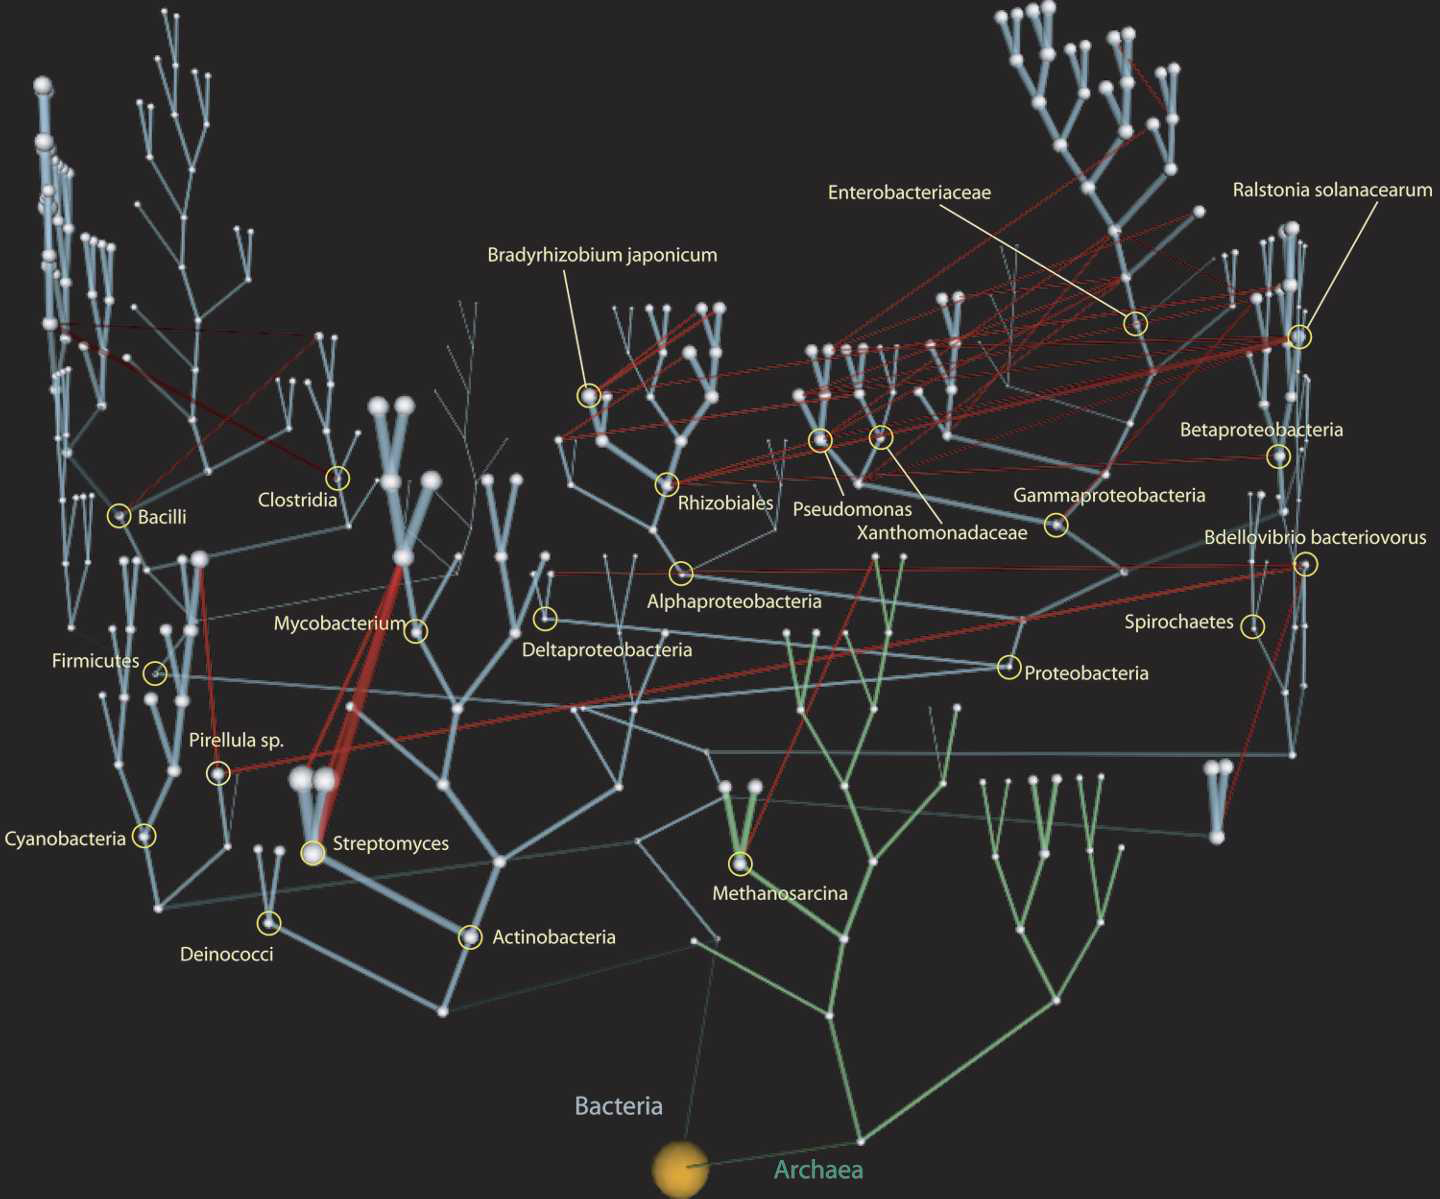 Enterobacteriaceae
Ralstonia solanacearum
Bradyrhizobium japonicum
Betaproteobacteria
Clostridia
Bacilli
Rhizobiales
Pseudomonas
Gammaproteobacteria
Xanthomonadaceae
Bdellovibrio bacteriovorus
Alphaproteobacteria
Mycobacterium
Spirochaetes
Deltaproteobacteria
Firmicutes
Proteobacteria
Pirellula sp.
Cyanobacteria
Streptomyces
Methanosarcina
Actinobacteria
Deinococci
Bacteria
Archaea